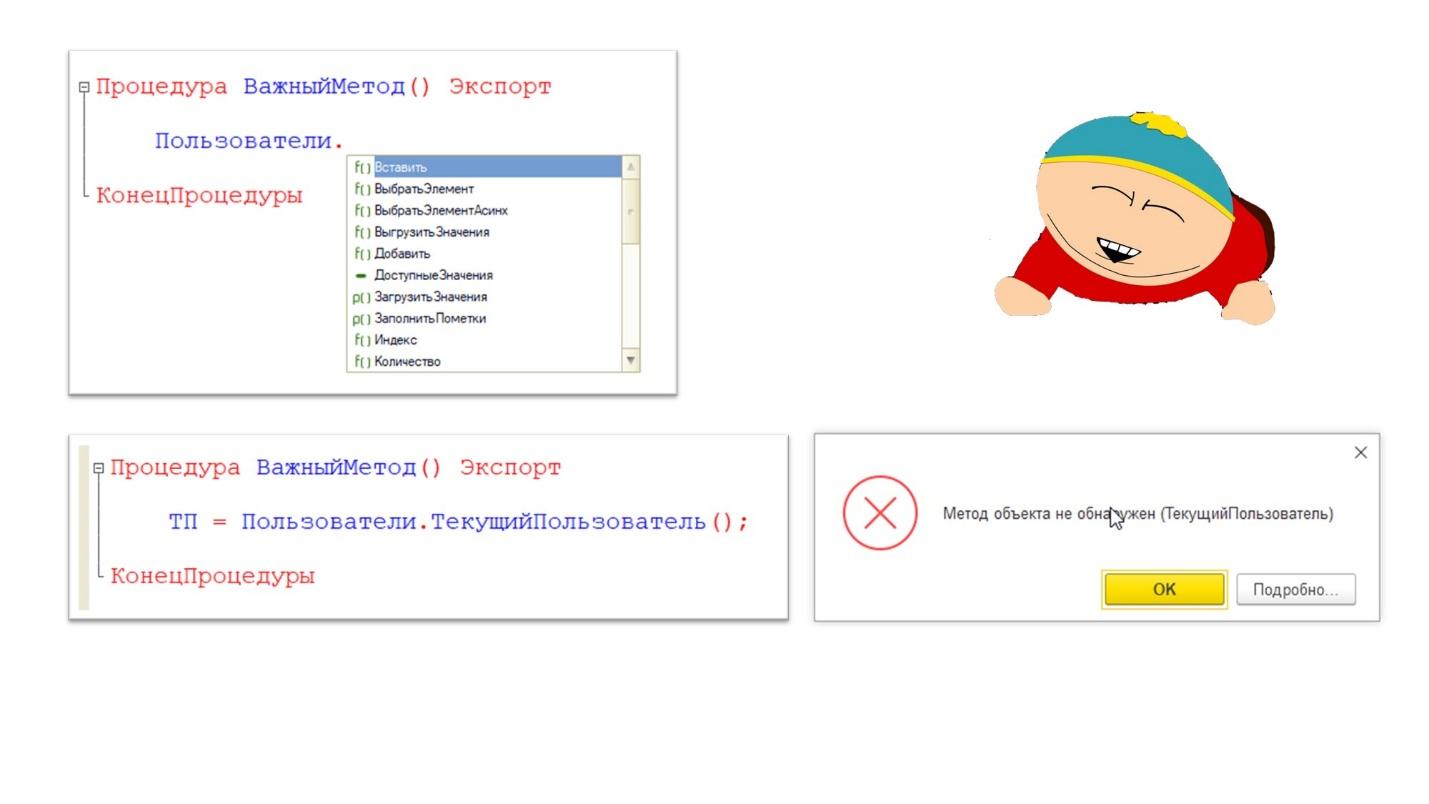 Процедура ВажныйМетод() Экспорт
Пользователи.
f() Вставить
f() ВыбратьЭлемент
f() ВыбратьЭлементАсинх
f() ВыгрузитьЗначения
f() Добавить
ДоступныеЗначения
p() ЗагрузитьЗначения
p() ЗаполнитьПометки
f() Индекс
f() Количество
КонецПроцедуры
Процедура ВажныйМетод() Экспорт
ТП = Пользователи.ТекущийПользователь();
КонецПроцедуры
Метод объекта не обнаружен (ТекущийПользователь)
OK
Подробно...